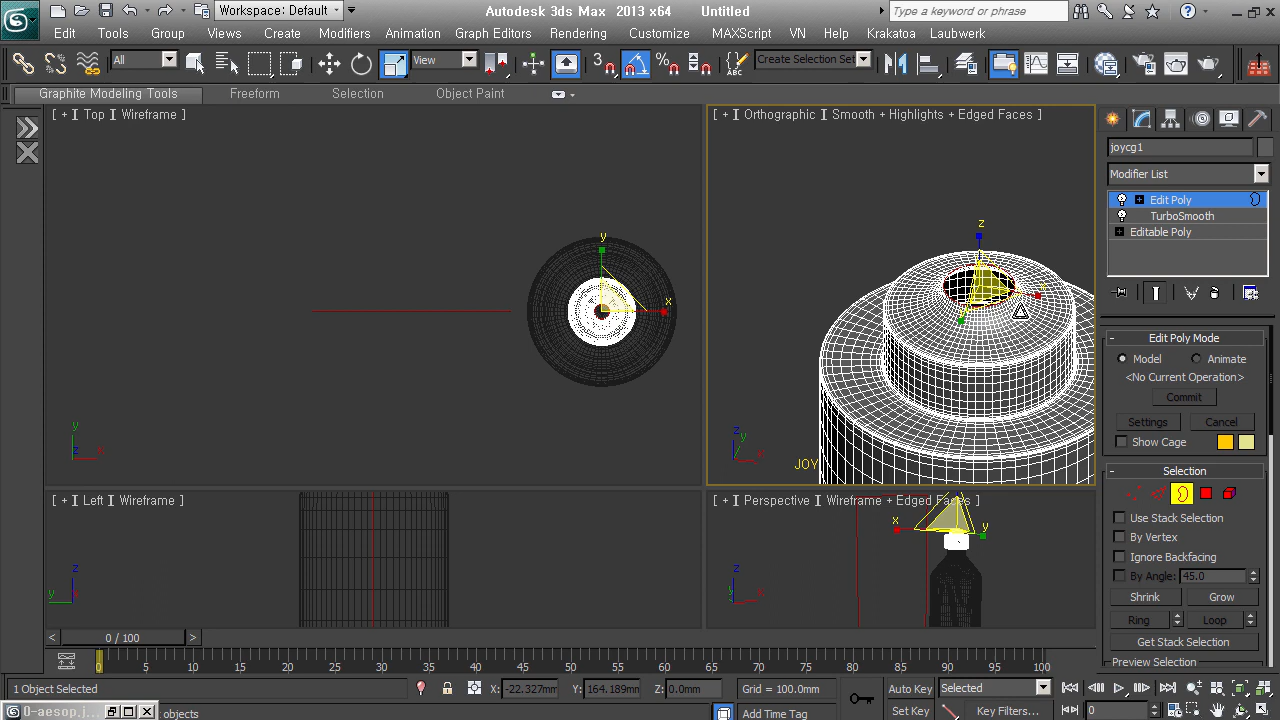 Workspace: Default
Autodesk 3ds Max 2013 x64 Untitled
Type a keyword or phrase
Edit Tools Group Views Create Modifiers Animation Graph Editors Rendering Customize MAXScript VN Help Krakatoa Laubwerk
All View 3 Create Selection Set
Graphite Modeling Tools Freeform Selection Object Paint
[ + ] Top ] Wireframe ]
[ + ] Orthographic ] Smooth + Highlights + Edged Faces ]
joycg1
Modifier List
Edit Poly
TurboSmooth
Editable Poly
y
x
z
y
x
z
z
y
x
JOY
Edit Poly Mode
Model Animate
<No Current Operation>
Commit
Settings Cancel
Show Cage
Selection
Use Stack Selection
By Vertex
Ignore Backfacing
By Angle: 45.0
Shrink Grow
Ring Loop
Get Stack Selection
Preview Selection
[ + ] Left ] Wireframe ]
[ + ] Perspective ] Wireframe + Edged Faces ]
x
y
z
y
z
< 0 / 100 >
0 5 10 15 20 25 30 35 40 45 50 55 60 65 70 75 80 85 90 95 100
1 Object Selected
X: -22.327mm Y: 164.189mm Z: 0.0mm Grid = 100.0mm
Auto Key Selected
0-aesop.j... objects
Add Time Tag
Set Key Key Filters... 0